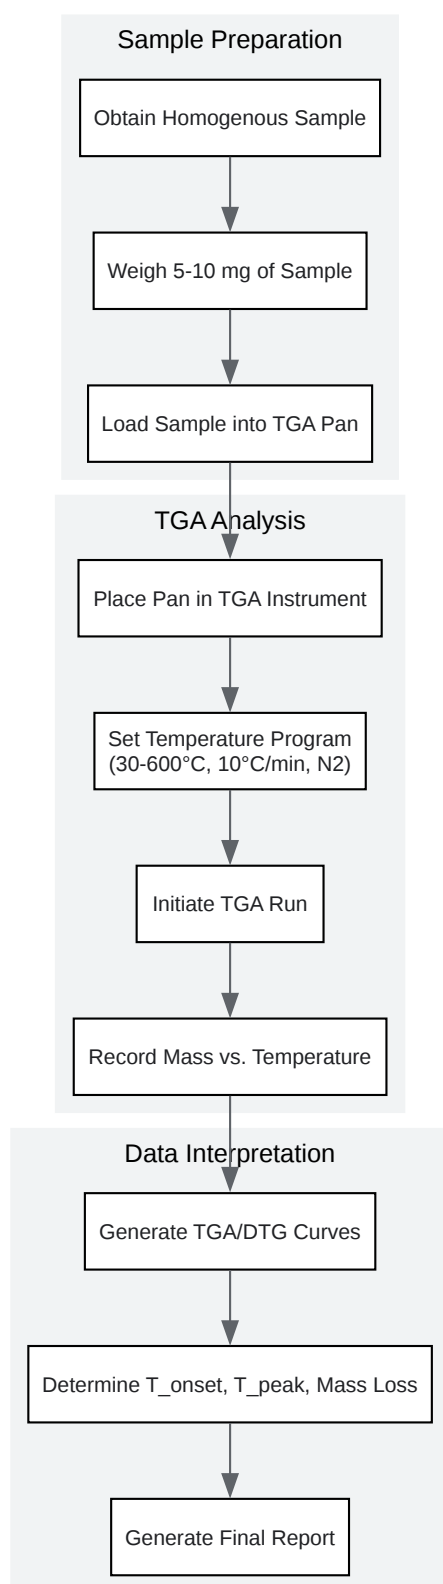 Sample Preparation
Obtain Homogenous Sample
Weigh 5-10 mg of Sample
Load Sample into TGA Pan
TGA Analysis
Place Pan in TGA Instrument
Set Temperature Program
(30-600°C, 10°C/min, N2)
Initiate TGA Run
Record Mass vs. Temperature
Data Interpretation
Generate TGA/DTG Curves
Determine T_onset, T_peak, Mass Loss
Generate Final Report